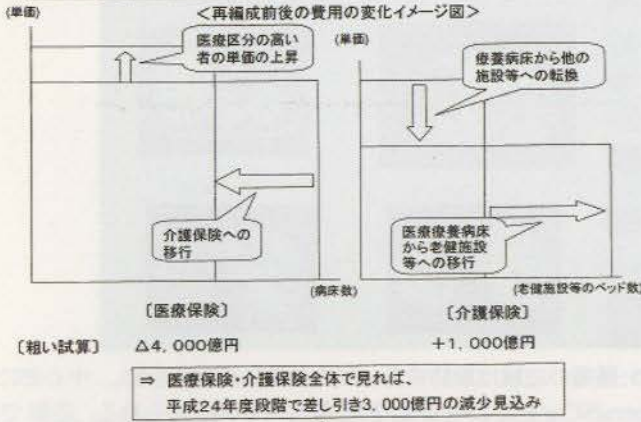 <再編成前後の費用の変化イメージ図>
(単価)
医療区分の高い
者の単価の上昇
介護保険への
移行
(病床数)
〔医療保険〕
(単価)
療養病床から他の
施設等への転換
医療療養病床
から老健施設
等への移行
(老健施設等のベッド数)
〔介護保険〕
〔粗い試算〕 △4,000億円 +1,000億円
⇒ 医療保険・介護保険全体で見れば、
平成24年度段階で差し引き3,000億円の減少見込み